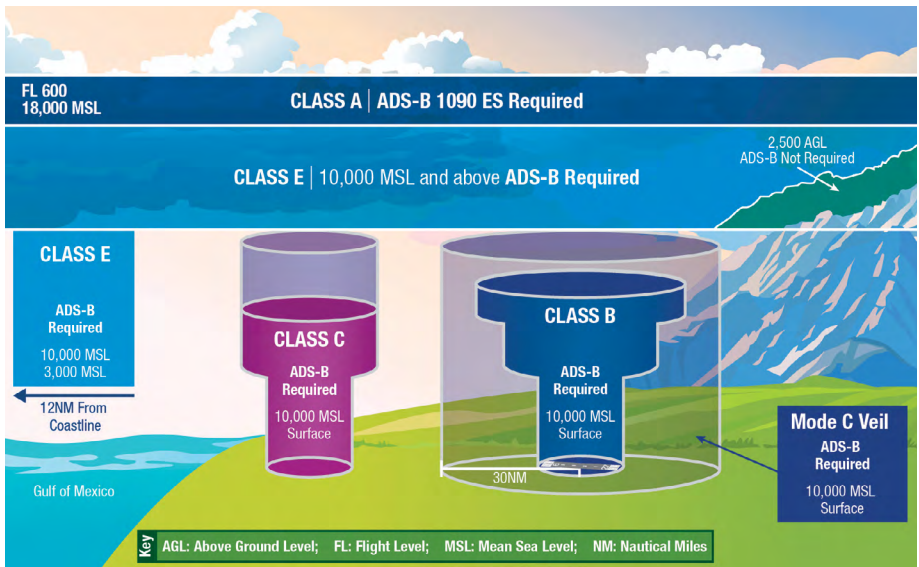 FL 600
18,000 MSL
CLASS A | ADS-B 1090 ES Required
2,500 AGL
ADS-B Not Required
CLASS E | 10,000 MSL and above ADS-B Required
CLASS E
ADS-B
Required
10,000 MSL
3,000 MSL
12NM From
Coastline
Gulf of Mexico
CLASS C
ADS-B
Required
10,000 MSL
Surface
CLASS B
ADS-B
Required
10,000 MSL
Surface
30NM
Mode C Veil
ADS-B
Required
10,000 MSL
Surface
Key
AGL: Above Ground Level; FL: Flight Level; MSL: Mean Sea Level; NM: Nautical Miles